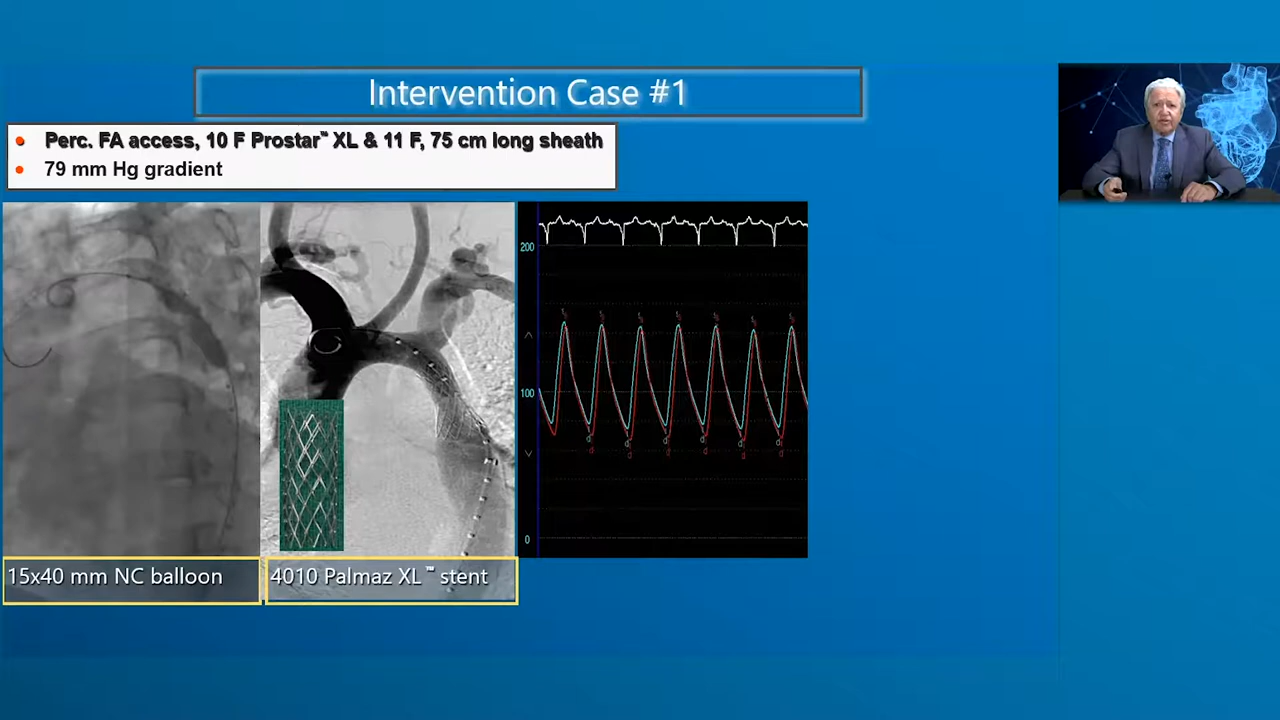 Intervention Case #1
• Perc. FA access, 10 F Prostar™ XL & 11 F, 75 cm long sheath
• 79 mm Hg gradient
200
100
0
15x40 mm NC balloon
4010 Palmaz XL™ stent